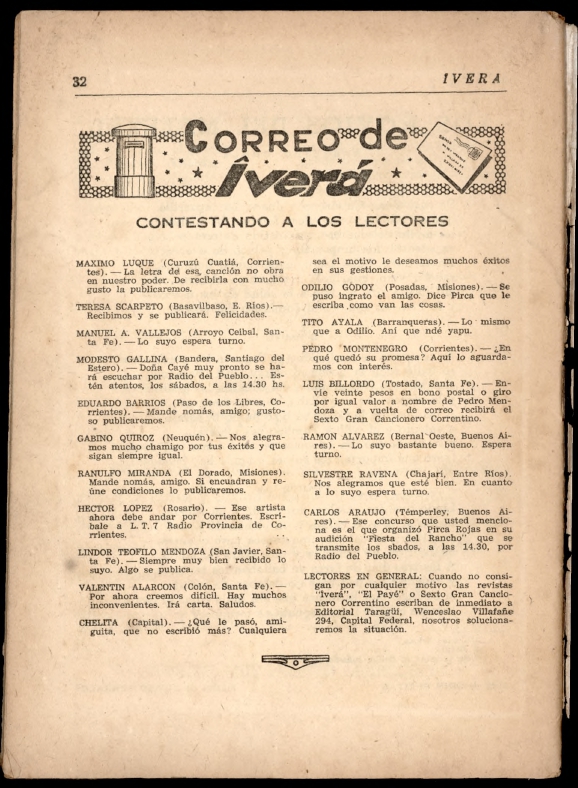 32
IVERA
CORREO de
Iverá
CONTESTANDO A LOS LECTORES
MAXIMO LUQUE (Curuzú Cuatiá, Corrien-
tes). — La letra de esa canción no obra
en nuestro poder. De recibirla con mucho
gusto la publicaremos.
TERESA SCARPETO (Basavilbaso, E. Ríos).—
Recibimos y se publicará. Felicidades.
MANUEL A. VALLEJOS (Arroyo Ceibal, San-
ta Fe). — Lo suyo espera turno.
MODESTO GALLINA (Bandera, Santiago del
Estero). — Doña Cayé muy pronto se ha-
rá escuchar por Radio del Pueblo... Es-
tén atentos, los sábados, a las 14.30 hs.
EDUARDO BARRIOS (Paso de los Libres, Co-
rrientes). — Mande nomás, amigo; gusto-
so publicaremos.
GABINO QUIROZ (Neuquén). — Nos alegra-
mos mucho chamigo por tus éxitos y que
sigan siempre igual.
RANULFO MIRANDA (El Dorado, Misiones).
Mande nomás, amigo. Si encuadran y re-
úne condiciones lo publicaremos.
HECTOR LOPEZ (Rosario). — Ese artista
ahora debe andar por Corrientes. Escrí-
bale a L. T. 7 Radio Provincia de Co-
rrientes.
LINDOR TEOFILO MENDOZA (San Javier, San-
ta Fe). — Siempre muy bien recibido lo
suyo. Algo se publica.
VALENTIN ALARCON (Colón, Santa Fe). —
Por ahora creemos difícil. Hay muchos
inconvenientes. Irá carta. Saludos.
CHELITA (Capital). — ¿Qué le pasó, ami-
guita, que no escribió más? Cualquiera
sea el motivo le deseamos muchos éxitos
en sus gestiones.
ODILIO GODOY (Posadas, Misiones). — Se
puso ingrato el amigo. Dice Pirca que le
escriba como van las cosas.
TITO AYALA (Barranqueras). — Lo mismo
que a Odilio. Aní que ndé yapu.
PEDRO MONTENEGRO (Corrientes). — ¿En
qué quedó su promesa? Aquí lo aguarda-
mos con interés.
LUIS BILLORDO (Tostado, Santa Fe). — En-
víe veinte pesos en bono postal o giro
por igual valor a nombre de Pedro Men-
doza y a vuelta de correo recibirá el
Sexto Gran Cancionero Correntino.
RAMON ALVAREZ (Bernal Oeste, Buenos Ai-
res). — Lo suyo bastante bueno. Espera
turno.
SILVESTRE RAVENA (Chajarí, Entre Ríos).
Nos alegramos que esté bien. En cuanto
a lo suyo espera turno.
CARLOS ARAUJO (Témperley, Buenos Ai-
res). — Ese concurso que usted mencio-
na es el que organizó Pirca Rojas en su
audición "Fiesta del Rancho" que se
transmite los sbados, a las 14.30, por
Radio del Pueblo.
LECTORES EN GENERAL: Cuando no consi-
gan por cualquier motivo las revistas
"Iverá", "El Payé" o Sexto Gran Cancio-
nero Correntino escriban de inmediato a
Editorial Taragüi, Wenceslao Villafañe
294, Capital Federal, nosotros soluciona-
remos la situación.